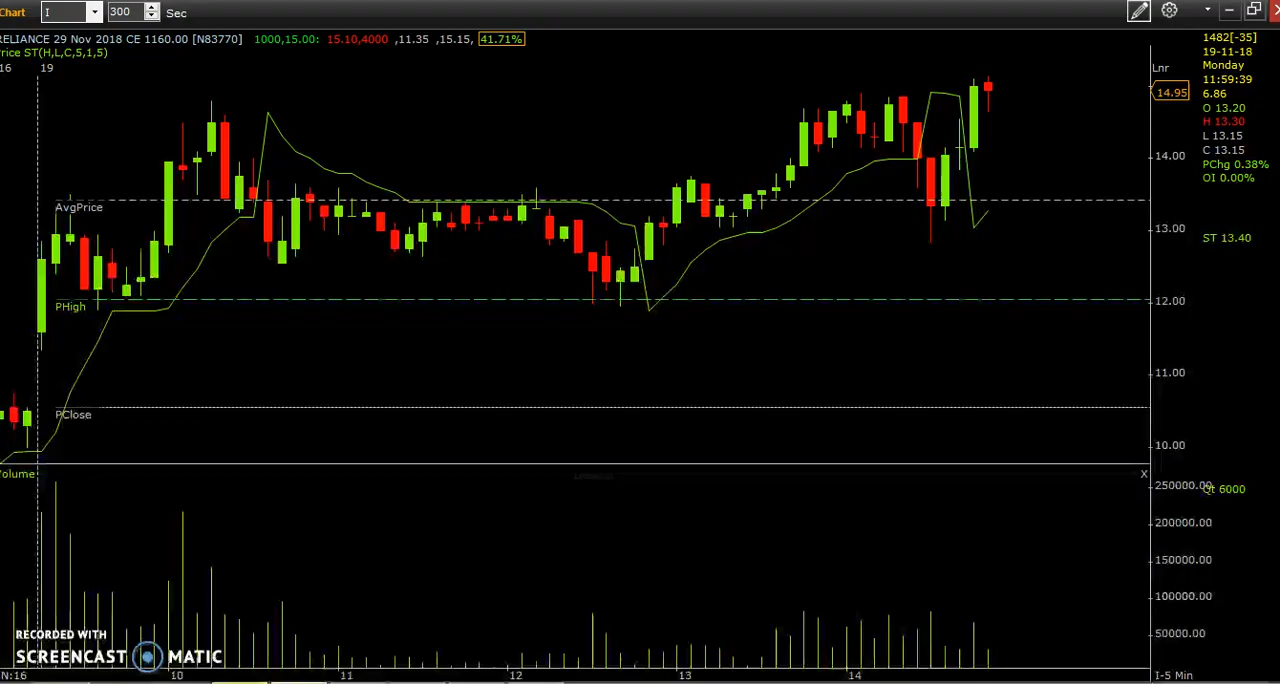 Chart I 300 Sec
RELIANCE 29 Nov 2018 CE 1160.00 [N83770] 1000,15.00: 15.10,4000 ,11.35 ,15.15, 41.71%
Price ST(H,L,C,5,1,5)
16 19
Lnr
14.95
14.00
13.00
12.00
11.00
10.00
AvgPrice
PHigh
PClose
1482[-35]
19-11-18
Monday
11:59:39
6.86
O 13.20
H 13.30
L 13.15
C 13.15
PChg 0.38%
OI 0.00%
ST 13.40
Volume
X
250000.00
200000.00
150000.00
100000.00
50000.00
Qt 6000
RECORDED WITH
SCREENCAST MATIC
N:16 10 11 12 13 14 I-5 Min